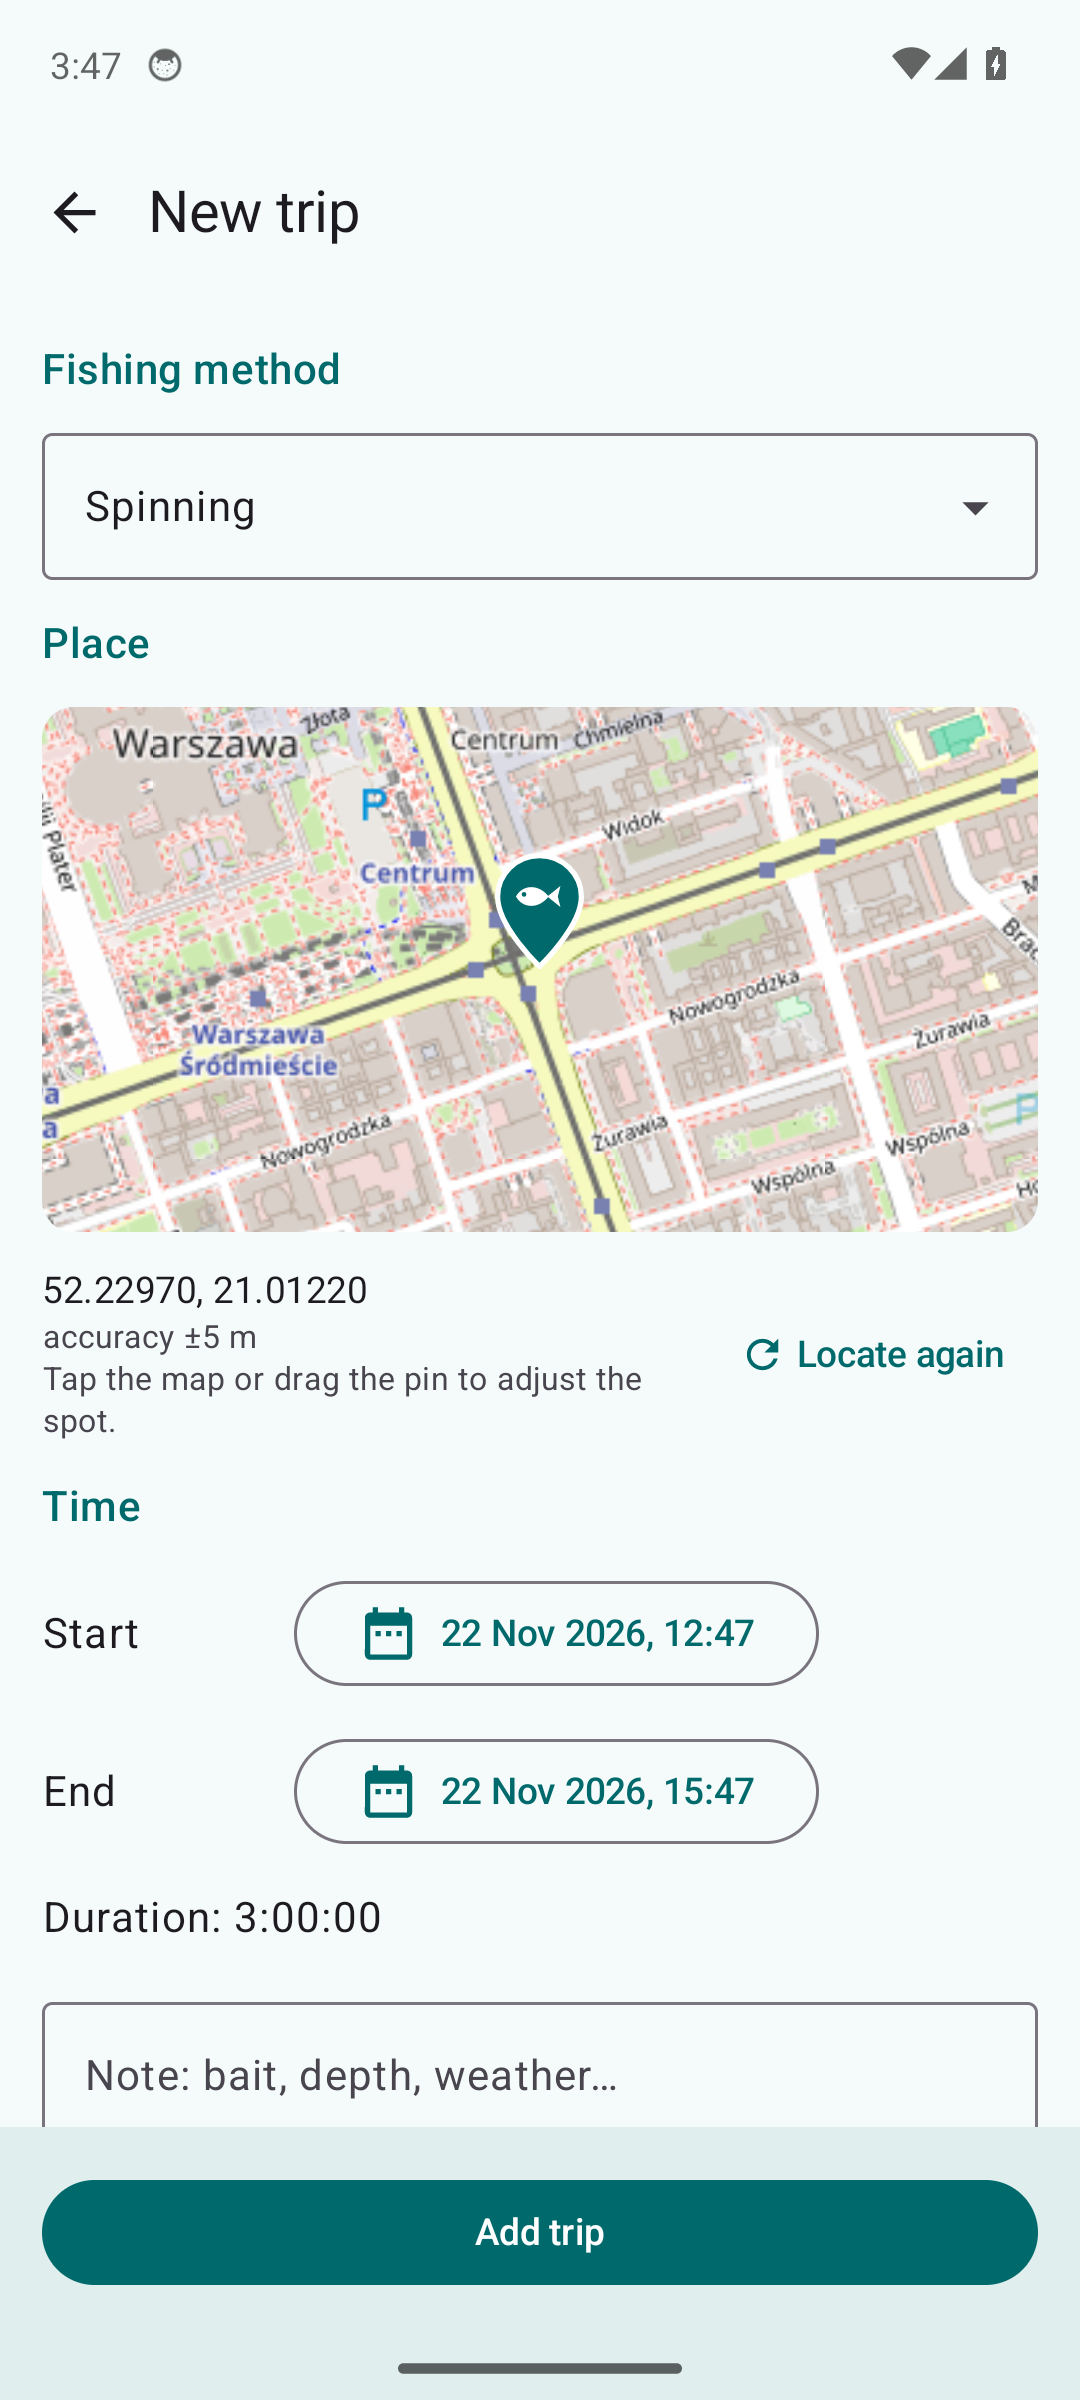 3:47
New trip
Fishing method
Spinning
Place
Warszawa
Złota
Centrum
Chmielna
P
Widok
Plater
Centrum
Nowogrodzka
Żurawia
Warszawa
Śródmieście
a
a
P
Nowogrodzka
Żurawia
Wspólna
Wspólna
52.22970, 21.01220
accuracy ±5 m
Locate again
Tap the map or drag the pin to adjust the
spot.
Time
Start
22 Nov 2026, 12:47
End
22 Nov 2026, 15:47
Duration: 3:00:00
Note: bait, depth, weather…
Add trip